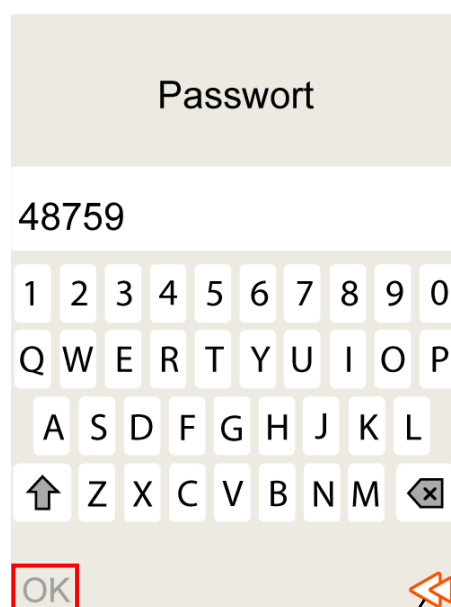 Passwort
48759
1 2 3 4 5 6 7 8 9 0
Q W E R T Y U I O P
A S D F G H J K L
Z X C V B N M
OK